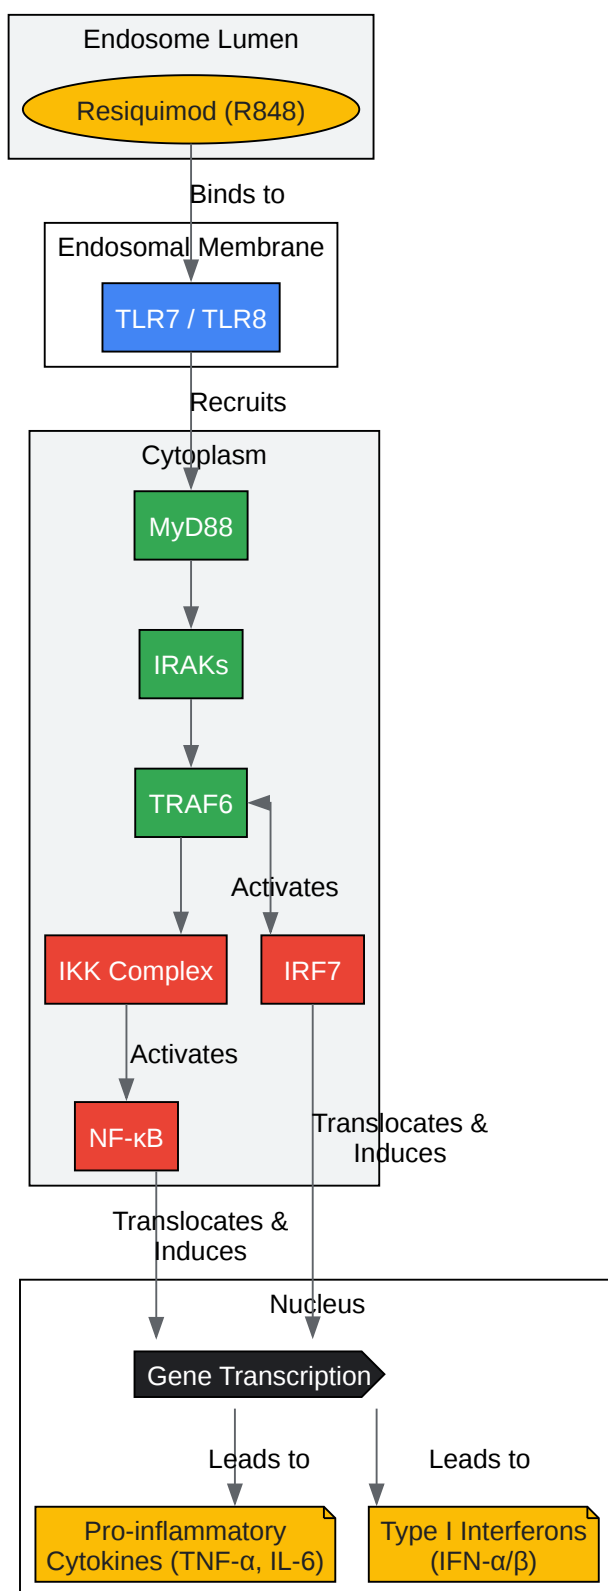 Endosome Lumen
Resiquimod (R848)
Binds to
Endosomal Membrane
TLR7 / TLR8
Recruits
Cytoplasm
MyD88
IRAKs
TRAF6
Activates
IKK Complex
IRF7
Activates
NF-κB
Translocates &
Induces
Translocates &
Induces
Nucleus
Gene Transcription
Leads to
Leads to
Pro-inflammatory
Cytokines (TNF-α, IL-6)
Type I Interferons
(IFN-α/β)